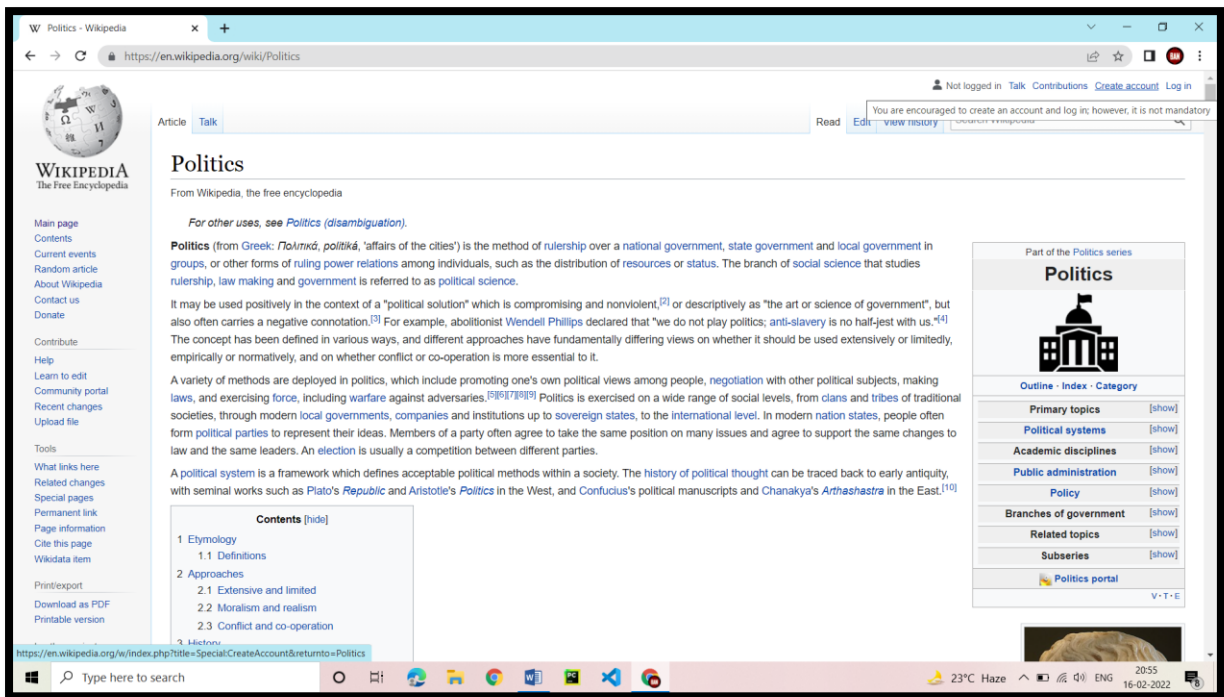 Politics - Wikipedia
https://en.wikipedia.org/wiki/Politics
Not logged in Talk Contributions Create account Log in
You are encouraged to create an account and log in; however, it is not mandatory
Article Talk Read Edit View history Search Wikipedia
WIKIPEDIA
The Free Encyclopedia
Main page
Contents
Current events
Random article
About Wikipedia
Contact us
Donate
Contribute
Help
Learn to edit
Community portal
Recent changes
Upload file
Tools
What links here
Related changes
Special pages
Permanent link
Page information
Cite this page
Wikidata item
Print/export
Download as PDF
Printable version
Politics
From Wikipedia, the free encyclopedia
For other uses, see Politics (disambiguation).
Politics (from Greek: Πολιτικά, politiká, 'affairs of the cities') is the method of rulership over a national government, state government and local government in
groups, or other forms of ruling power relations among individuals, such as the distribution of resources or status. The branch of social science that studies
rulership, law making and government is referred to as political science.
It may be used positively in the context of a "political solution" which is compromising and nonviolent,[2] or descriptively as "the art or science of government", but
also often carries a negative connotation.[3] For example, abolitionist Wendell Phillips declared that "we do not play politics; anti-slavery is no half-jest with us."[4]
The concept has been defined in various ways, and different approaches have fundamentally differing views on whether it should be used extensively or limitedly,
empirically or normatively, and on whether conflict or co-operation is more essential to it.
A variety of methods are deployed in politics, which include promoting one's own political views among people, negotiation with other political subjects, making
laws, and exercising force, including warfare against adversaries.[5][6][7][8][9] Politics is exercised on a wide range of social levels, from clans and tribes of traditional
societies, through modern local governments, companies and institutions up to sovereign states, to the international level. In modern nation states, people often
form political parties to represent their ideas. Members of a party often agree to take the same position on many issues and agree to support the same changes to
law and the same leaders. An election is usually a competition between different parties.
A political system is a framework which defines acceptable political methods within a society. The history of political thought can be traced back to early antiquity,
with seminal works such as Plato's Republic and Aristotle's Politics in the West, and Confucius's political manuscripts and Chanakya's Arthashastra in the East.[10]
Contents [hide]
1 Etymology
1.1 Definitions
2 Approaches
2.1 Extensive and limited
2.2 Moralism and realism
2.3 Conflict and co-operation
3 History
Part of the Politics series
Politics
Outline · Index · Category
Primary topics [show]
Political systems [show]
Academic disciplines [show]
Public administration [show]
Policy [show]
Branches of government [show]
Related topics [show]
Subseries [show]
Politics portal
V·T·E
https://en.wikipedia.org/w/index.php?title=Special:CreateAccount&returnto=Politics
Type here to search
23°C Haze ENG
20:55
16-02-2022